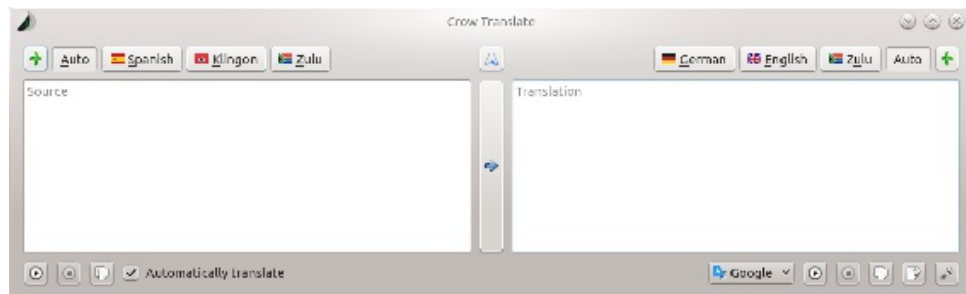 Crow Translate
Auto Spanish Klingon Zulu German English Zulu Auto
Source Translation
Automatically translate Google